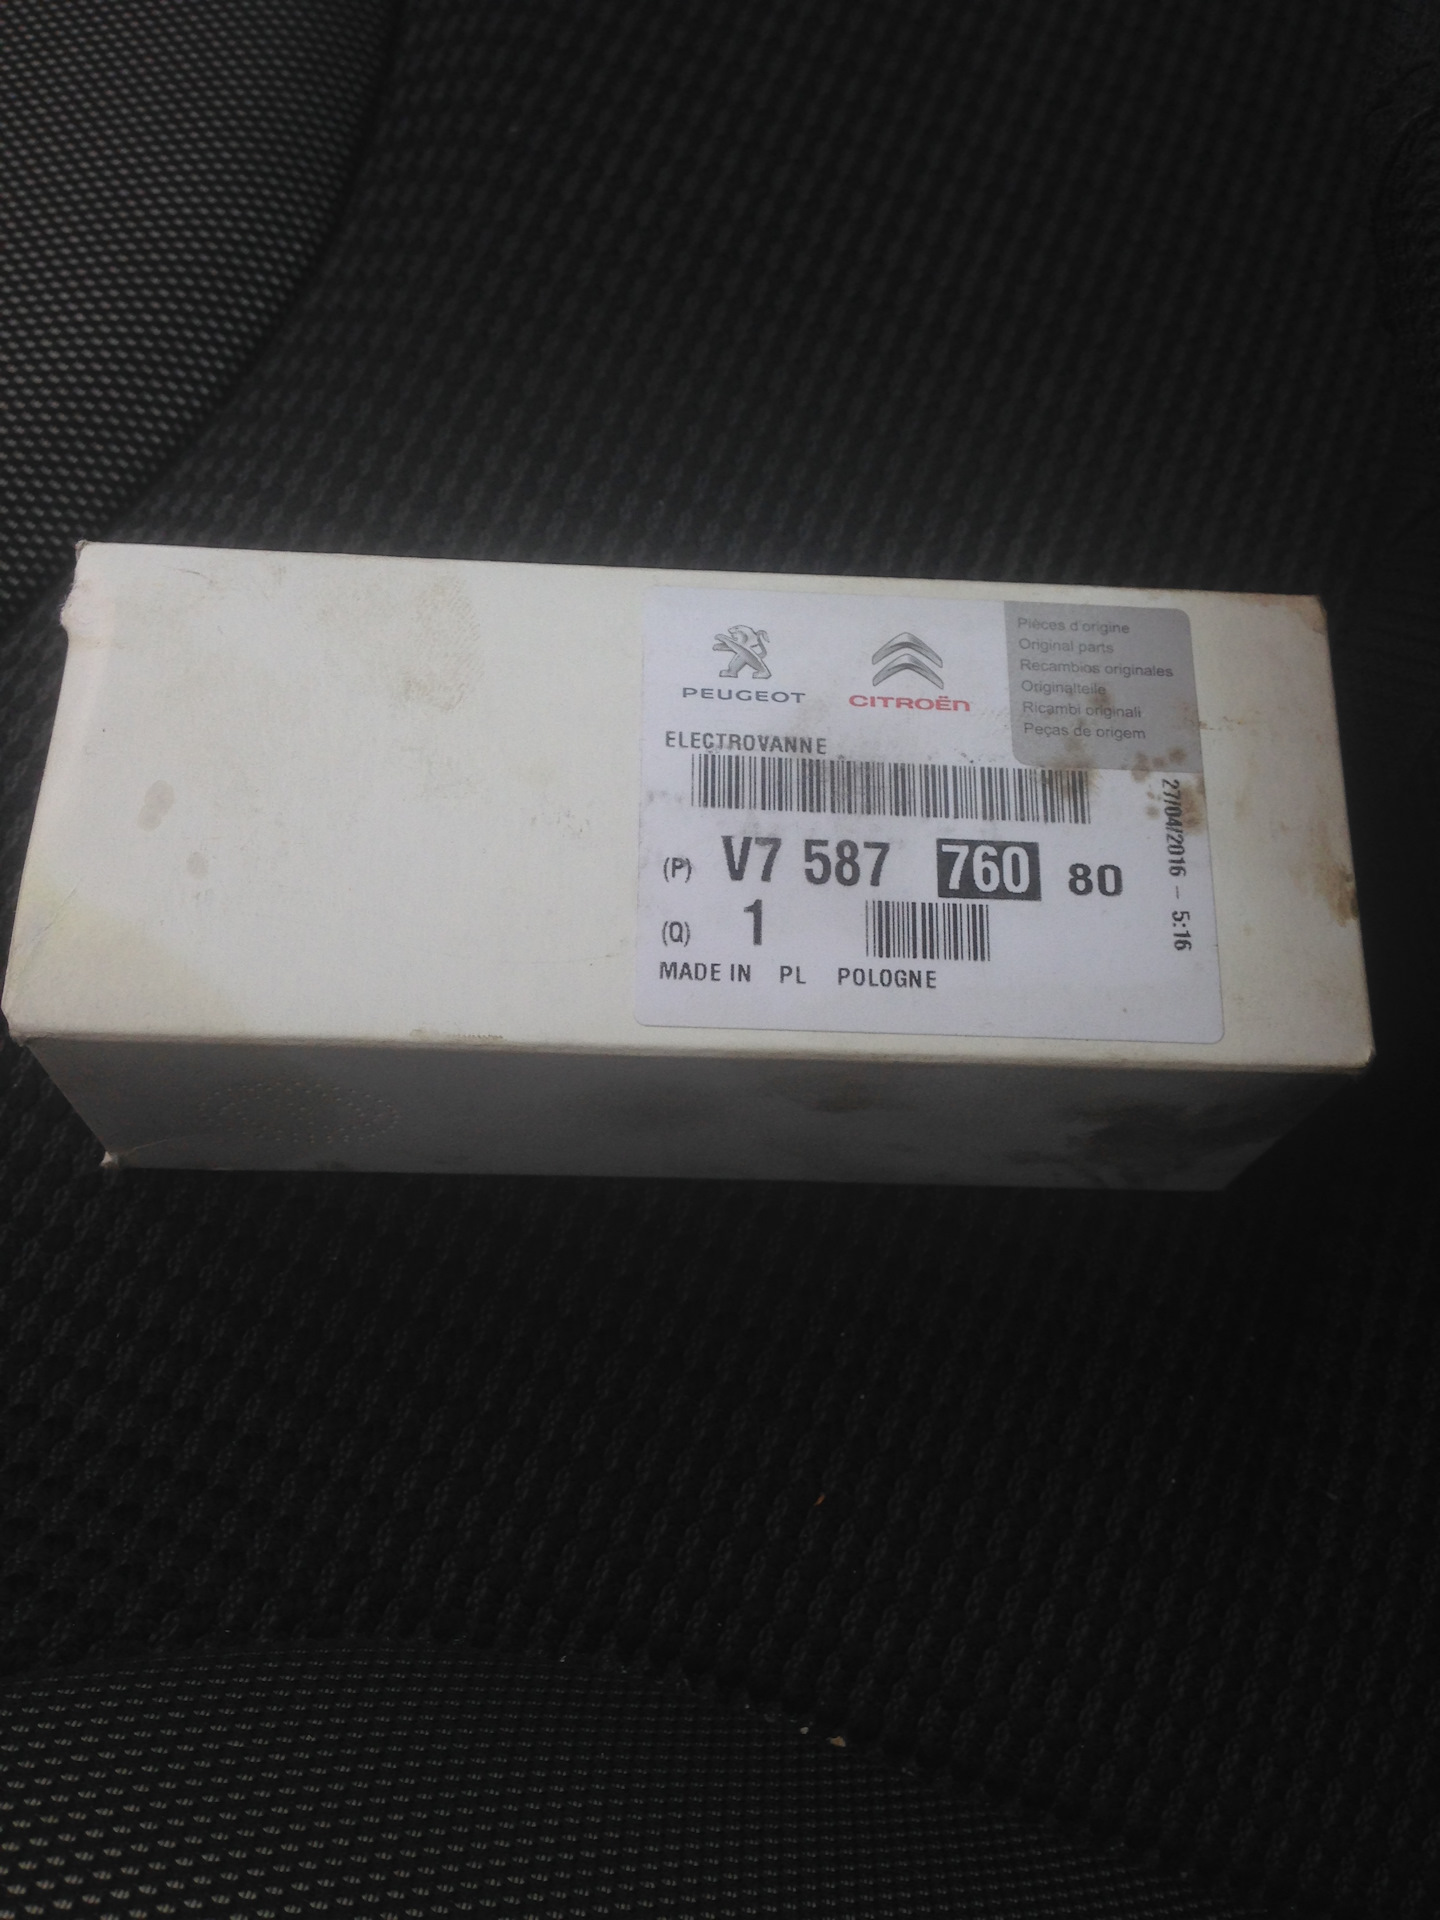 PEUGEOT
CITROËN
Pièces d'origine
Original parts
Recambios originales
Originalteile
Ricambi originali
Peças de origem
ELECTROVANNE
(P) V7 587 760 80
(Q) 1
MADE IN PL POLOGNE
27/04/2016 - 5:16